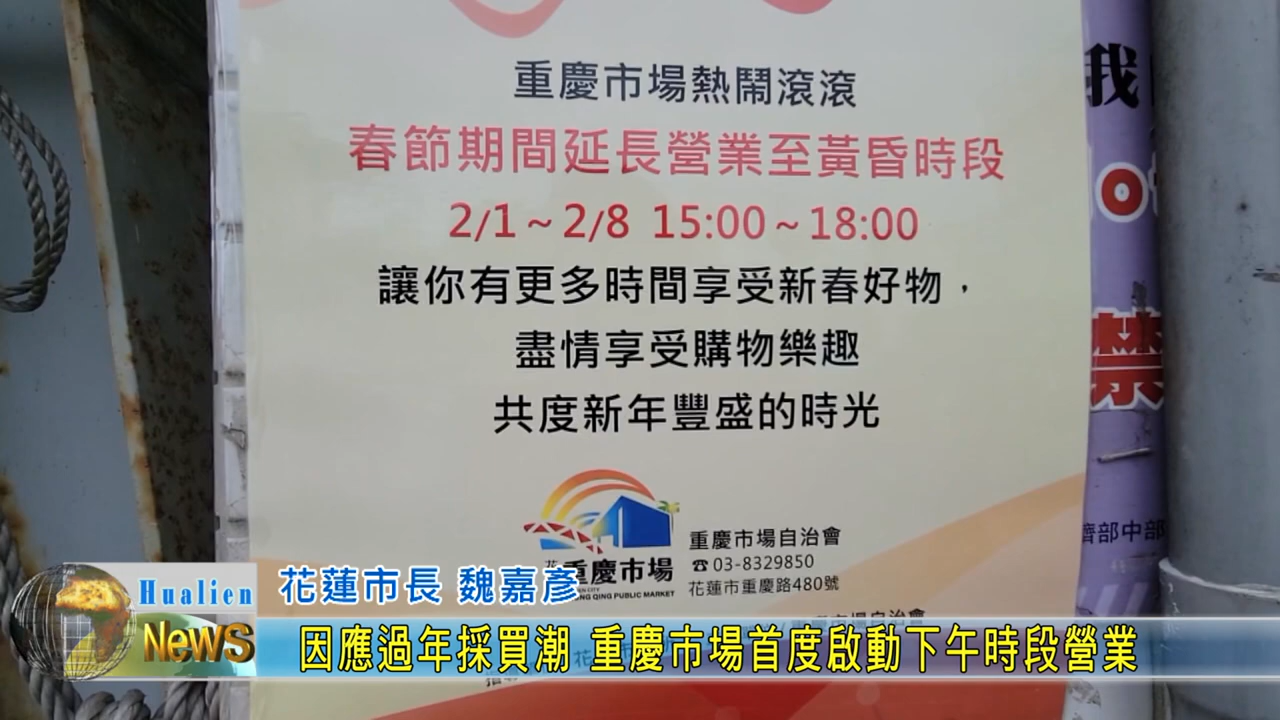 重慶市場熱鬧滾滾
春節期間延長營業至黃昏時段
2/1～2/8 15:00～18:00
讓你有更多時間享受新春好物，
盡情享受購物樂趣
共度新年豐盛的時光
重慶市場
QING PUBLIC MARKET
重慶市場自治會
☎03-8329850
花蓮市重慶路480號
我
禁
濟部中部
Hualien
News
花蓮市長 魏嘉彥
因應過年採買潮 重慶市場首度啟動下午時段營業